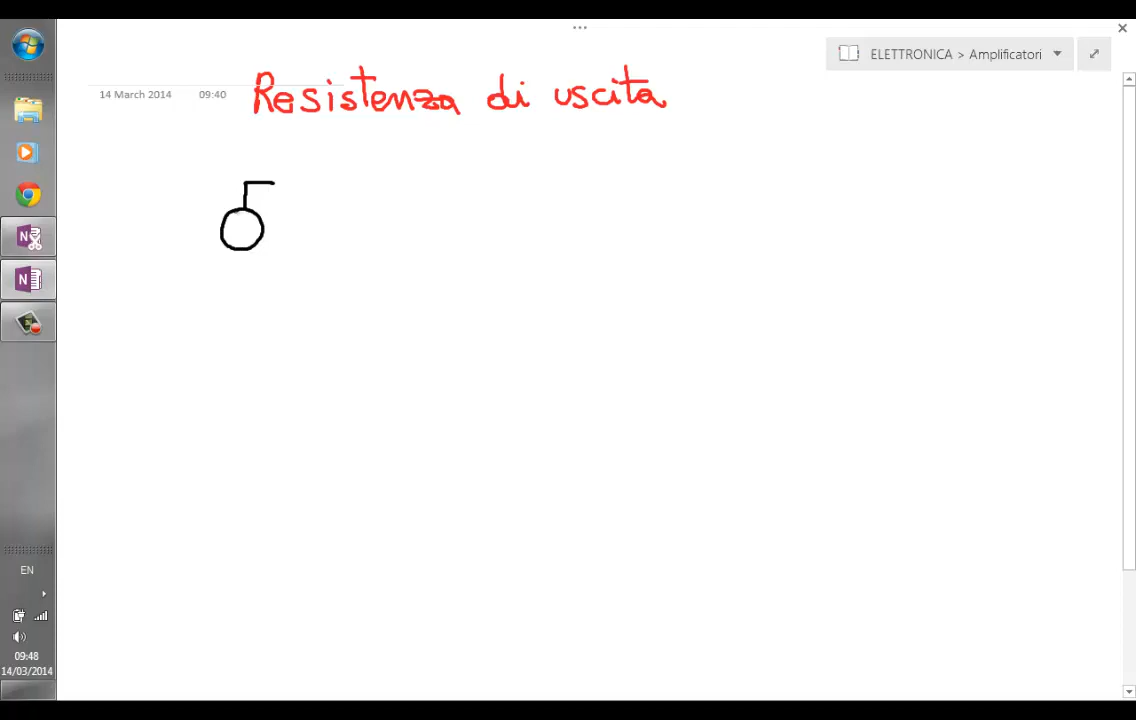 ELETTRONICA > Amplificatori
14 March 2014 09:40
Resistenza di uscita
N
N
EN
09:48
14/03/2014